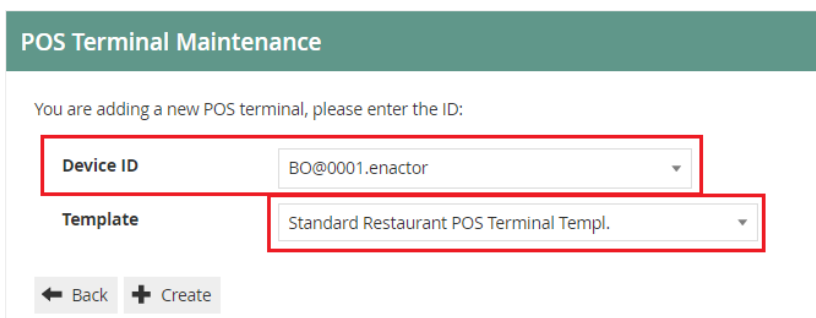 POS Terminal Maintenance
You are adding a new POS terminal, please enter the ID:
Device ID BO@0001.enactor
Template Standard Restaurant POS Terminal Templ.
Back Create